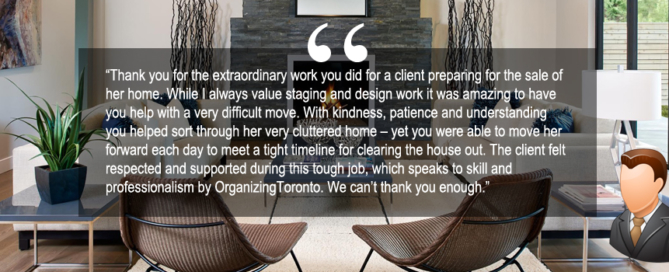 “Thank you for the extraordinary work you did for a client preparing for the sale of
her home. While I always value staging and design work it was amazing to have
you help with a very difficult move. With kindness, patience and understanding
you helped sort through her very cluttered home – yet you were able to move her
forward each day to meet a tight timeline for clearing the house out. The client felt
respected and supported during this tough job, which speaks to skill and
professionalism by OrganizingToronto. We can’t thank you enough.”